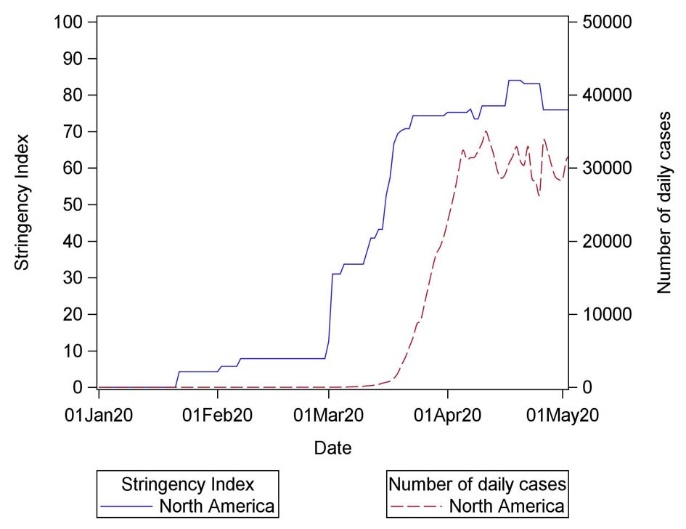 100
90
80
70
60
50
40
30
20
10
0
Stringency Index
50000
40000
30000
20000
10000
0
Number of daily cases
01Jan20 01Feb20 01Mar20 01Apr20 01May20
Date
Stringency Index
North America
Number of daily cases
North America